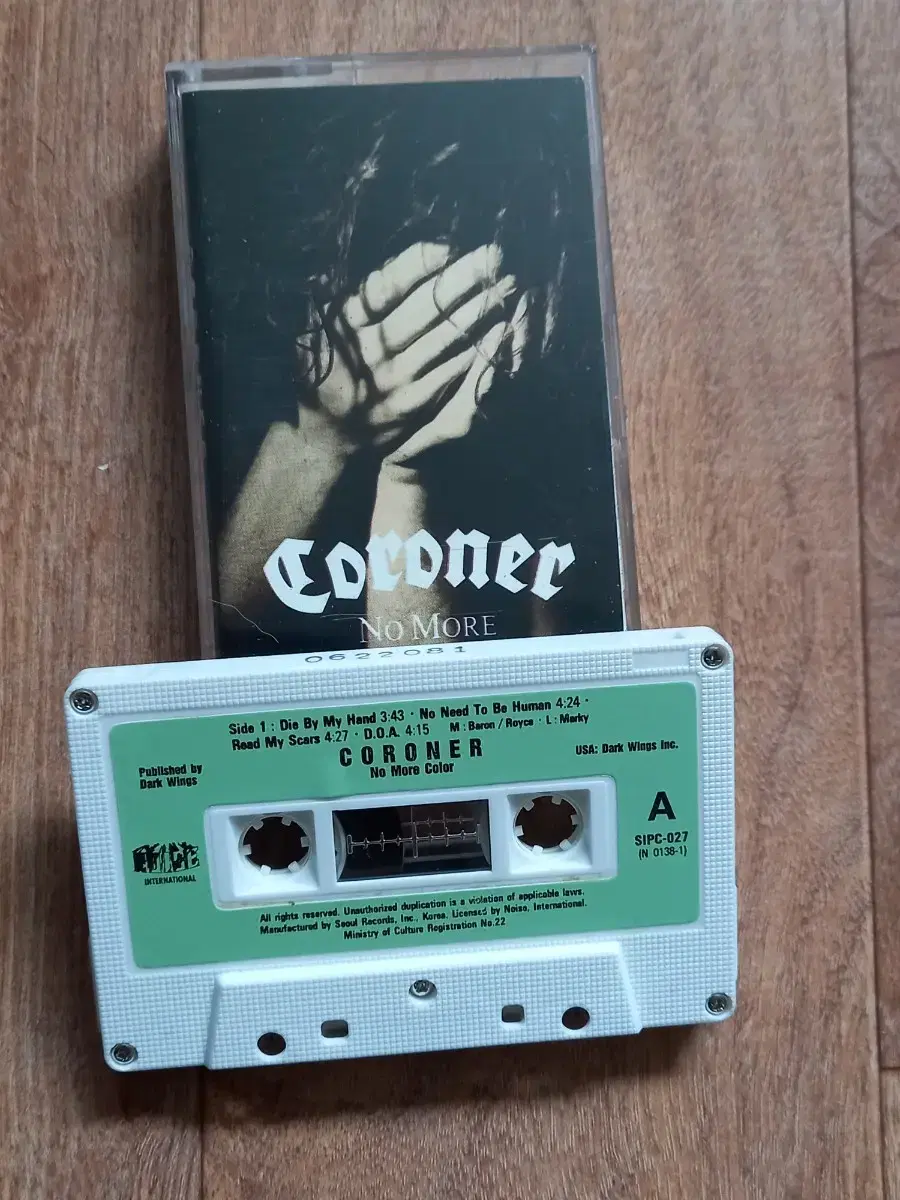 Coroner
No More
0622081
Side 1 : Die By My Hand 3:43 · No Need To Be Human 4:24 ·
Read My Scars 4:27 · D.O.A. 4:15 M : Baron / Royce · L : Marky
CORONER
No More Color
Published by
Dark Wings
USA: Dark Wings Inc.
A
SIPC-027
(N 0138-1)
NOISE
INTERNATIONAL
All rights reserved. Unauthorized duplication is a violation of applicable laws.
Manufactured by Seoul Records, Inc., Korea. Licensed by Noise, International.
Ministry of Culture Registration No.22